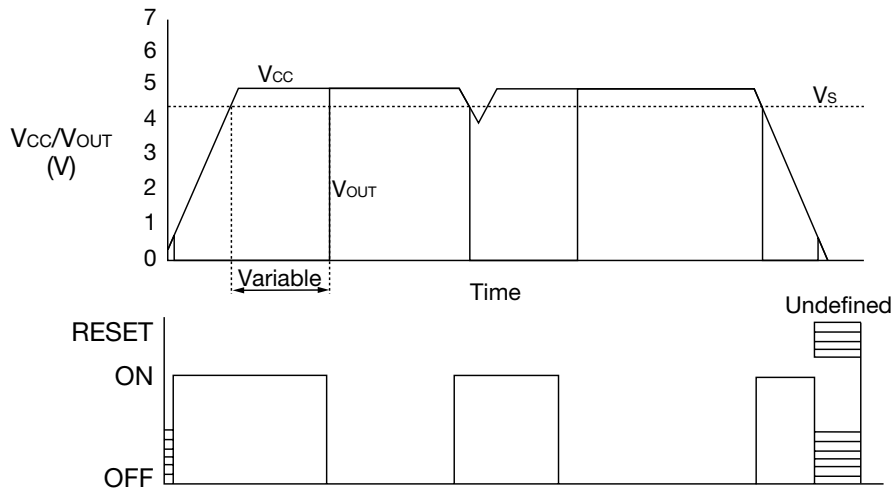 7
6
5
4
3
2
1
0
VCC/VOUT
(V)
VCC
VS
VOUT
Variable
Time
Undefined
RESET
ON
OFF